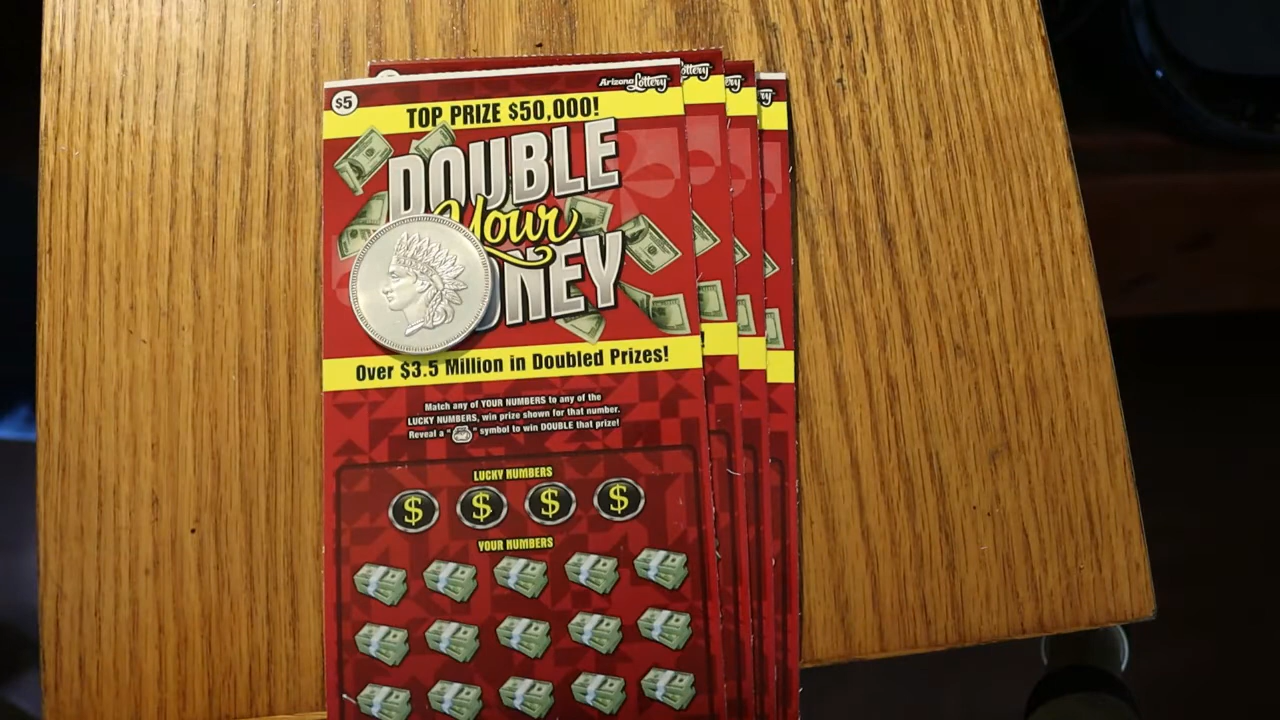 Arizona Lottery
$5
TOP PRIZE $50,000!
DOUBLE
Your
NEY
Over $3.5 Million in Doubled Prizes!
Match any of YOUR NUMBERS to any of the
LUCKY NUMBERS, win prize shown for that number.
Reveal a " " symbol to win DOUBLE that prize!
LUCKY NUMBERS
$ $ $ $
YOUR NUMBERS